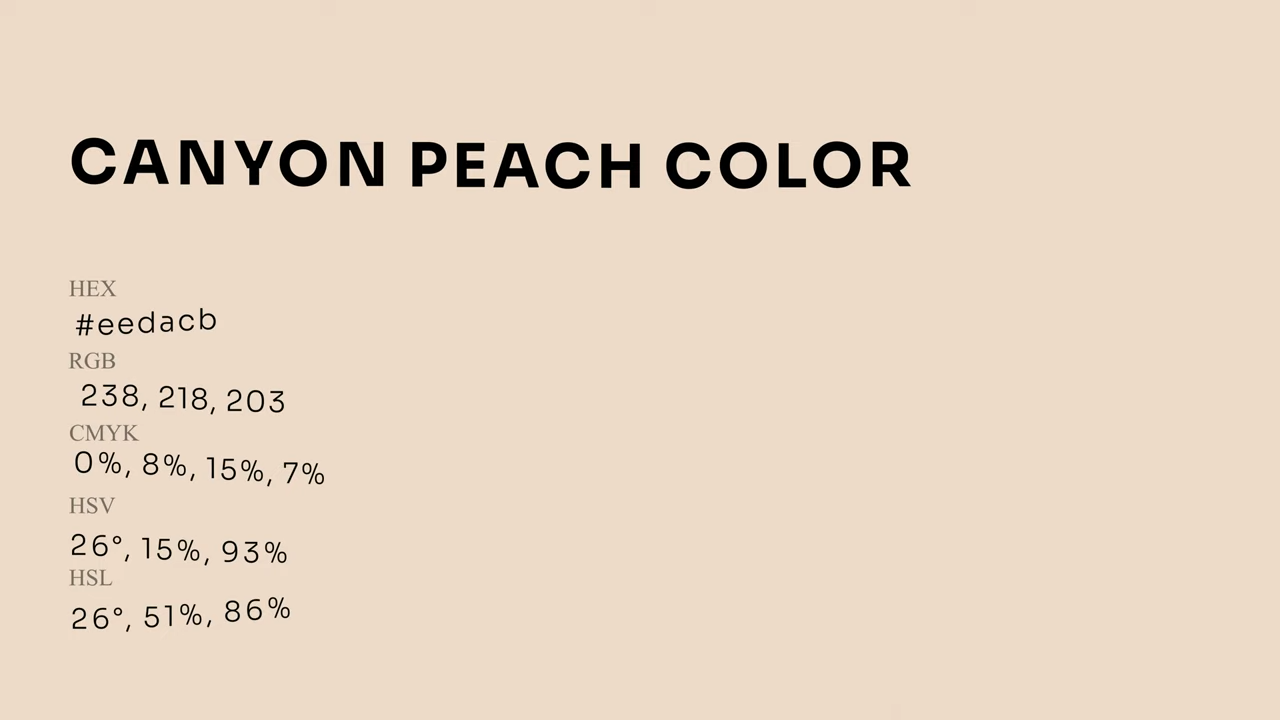 CANYON PEACH COLOR
HEX
#eedacb
RGB
238, 218, 203
CMYK
0%, 8%, 15%, 7%
HSV
26°, 15%, 93%
HSL
26°, 51%, 86%